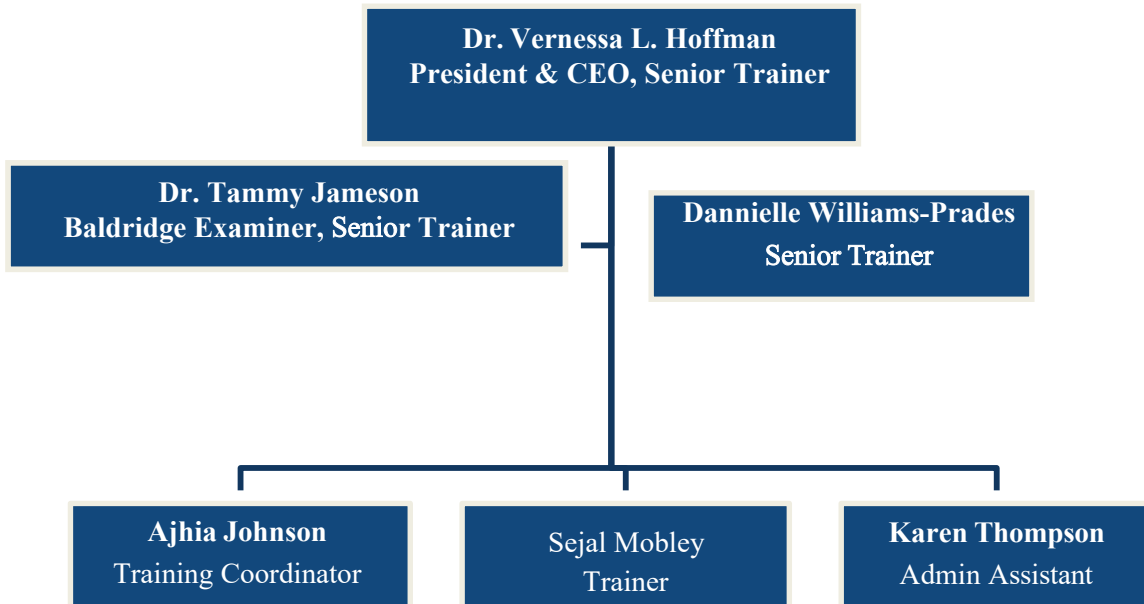 Dr. Vernessa L. Hoffman
President & CEO, Senior Trainer
Dr. Tammy Jameson
Baldridge Examiner, Senior Trainer
Dannielle Williams-Prades
Senior Trainer
Ajhia Johnson
Training Coordinator
Sejal Mobley
Trainer
Karen Thompson
Admin Assistant